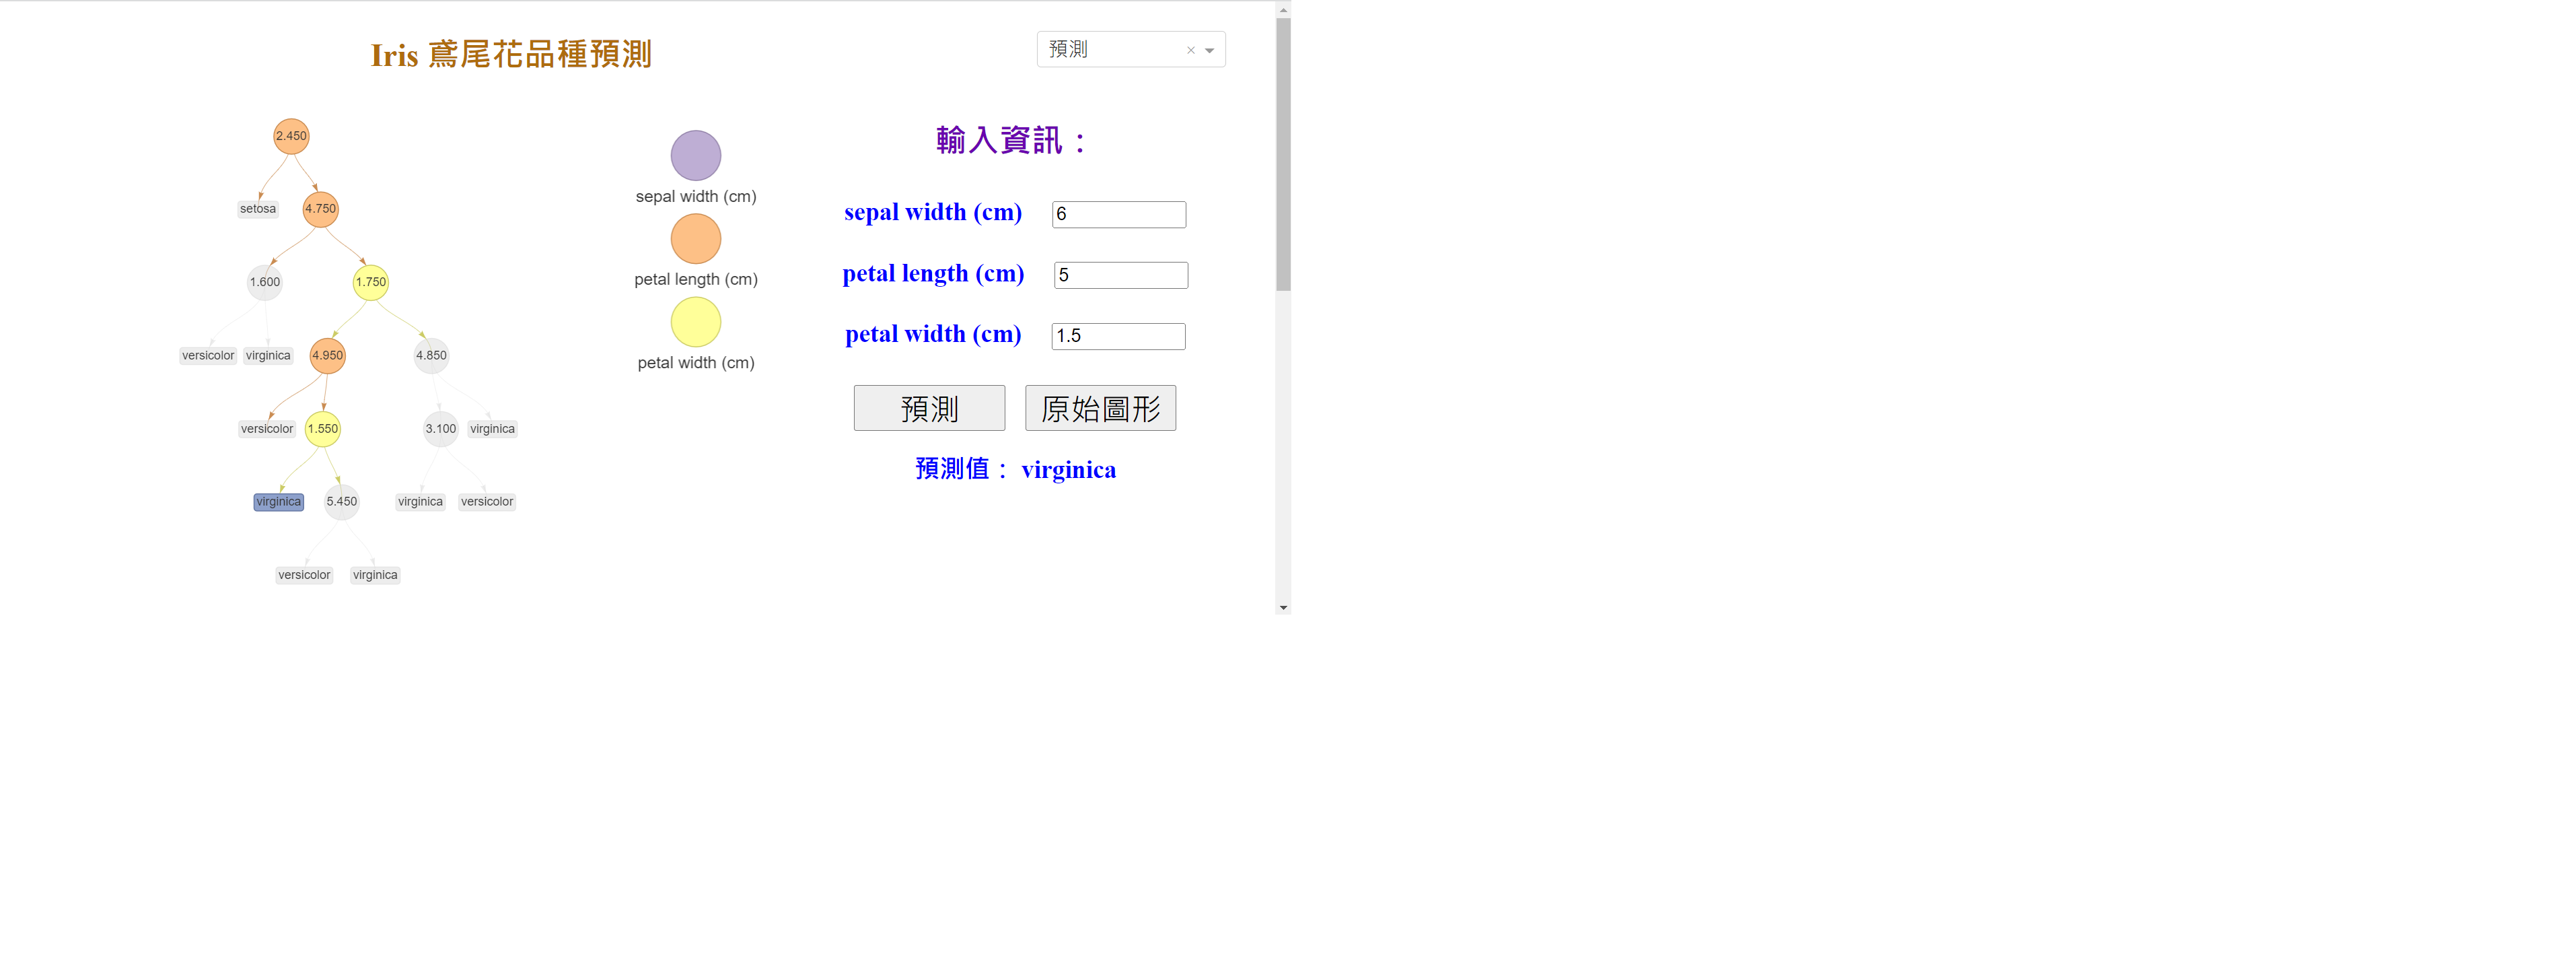 Iris 鳶尾花品種預測
預測 × 
2.450
setosa
4.750
1.600
1.750
versicolor
virginica
4.950
4.850
versicolor
1.550
3.100
virginica
virginica
5.450
virginica
versicolor
versicolor
virginica
sepal width (cm)
petal length (cm)
petal width (cm)
輸入資訊：
sepal width (cm) 6
petal length (cm) 5
petal width (cm) 1.5
預測 原始圖形
預測值： virginica